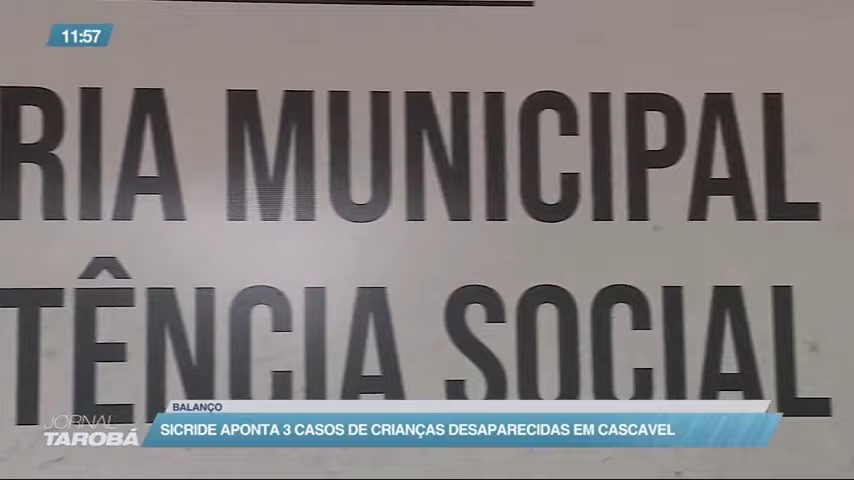 11:57
RIA MUNICIPAL
TÊNCIA SOCIAL
BALANÇO
JORNAL
TAROBÁ
SICRIDE APONTA 3 CASOS DE CRIANÇAS DESAPARECIDAS EM CASCAVEL